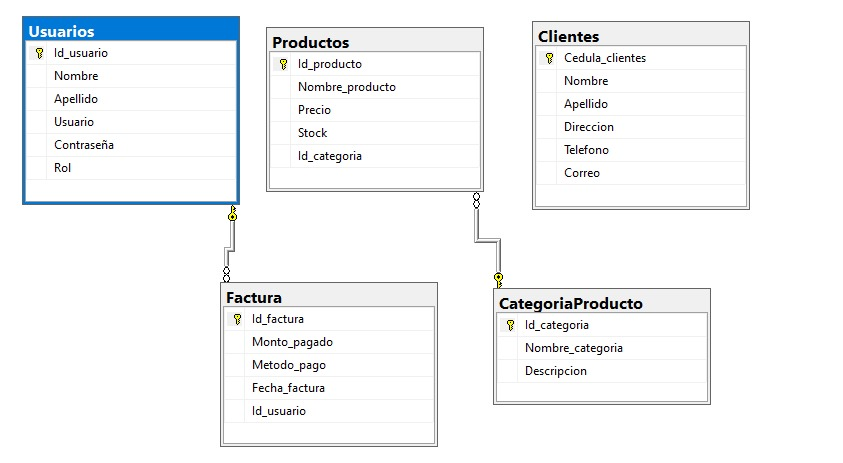 Usuarios
Id_usuario
Nombre
Apellido
Usuario
Contraseña
Rol
Productos
Id_producto
Nombre_producto
Precio
Stock
Id_categoria
Clientes
Cedula_clientes
Nombre
Apellido
Direccion
Telefono
Correo
Factura
Id_factura
Monto_pagado
Metodo_pago
Fecha_factura
Id_usuario
CategoriaProducto
Id_categoria
Nombre_categoria
Descripcion